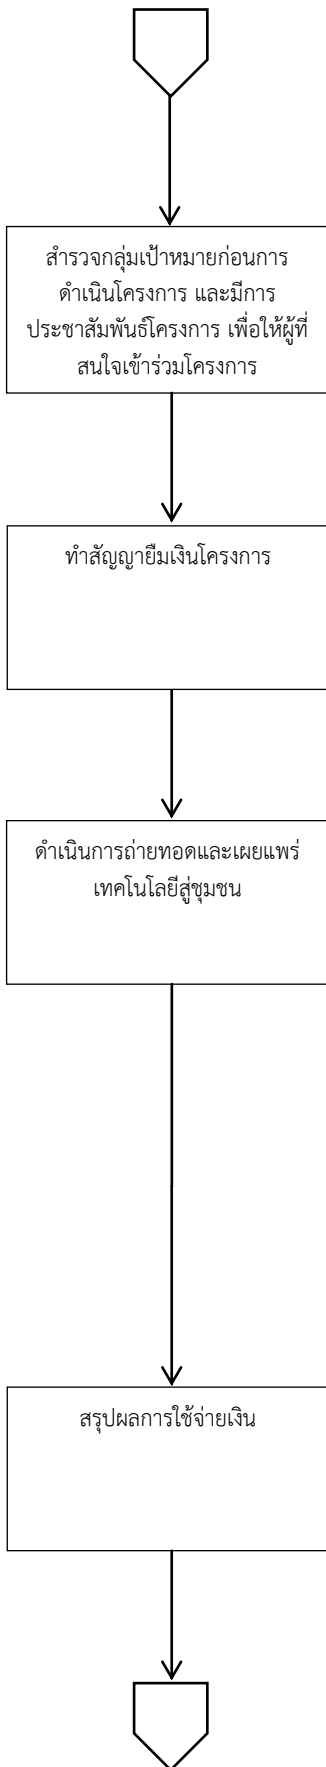 สำรวจกลุ่มเป้าหมายก่อนการ
ดำเนินโครงการ และมีการ
ประชาสัมพันธ์โครงการ เพื่อให้ผู้ที่
สนใจเข้าร่วมโครงการ
ทำสัญญายืมเงินโครงการ
ดำเนินการถ่ายทอดและเผยแพร่
เทคโนโลยีสู่ชุมชน
สรุปผลการใช้จ่ายเงิน